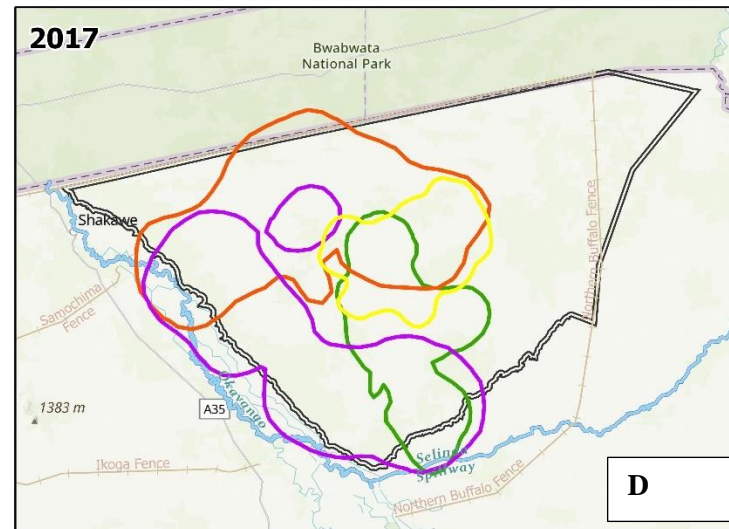 2017
Bwabwata
National Park
Shakawe
Samochima
Fence
Northern Buffalo Fence
1383 m
A35
Okavango
Ikoga Fence
Selinda
Spillway
Northern Buffalo Fence
D